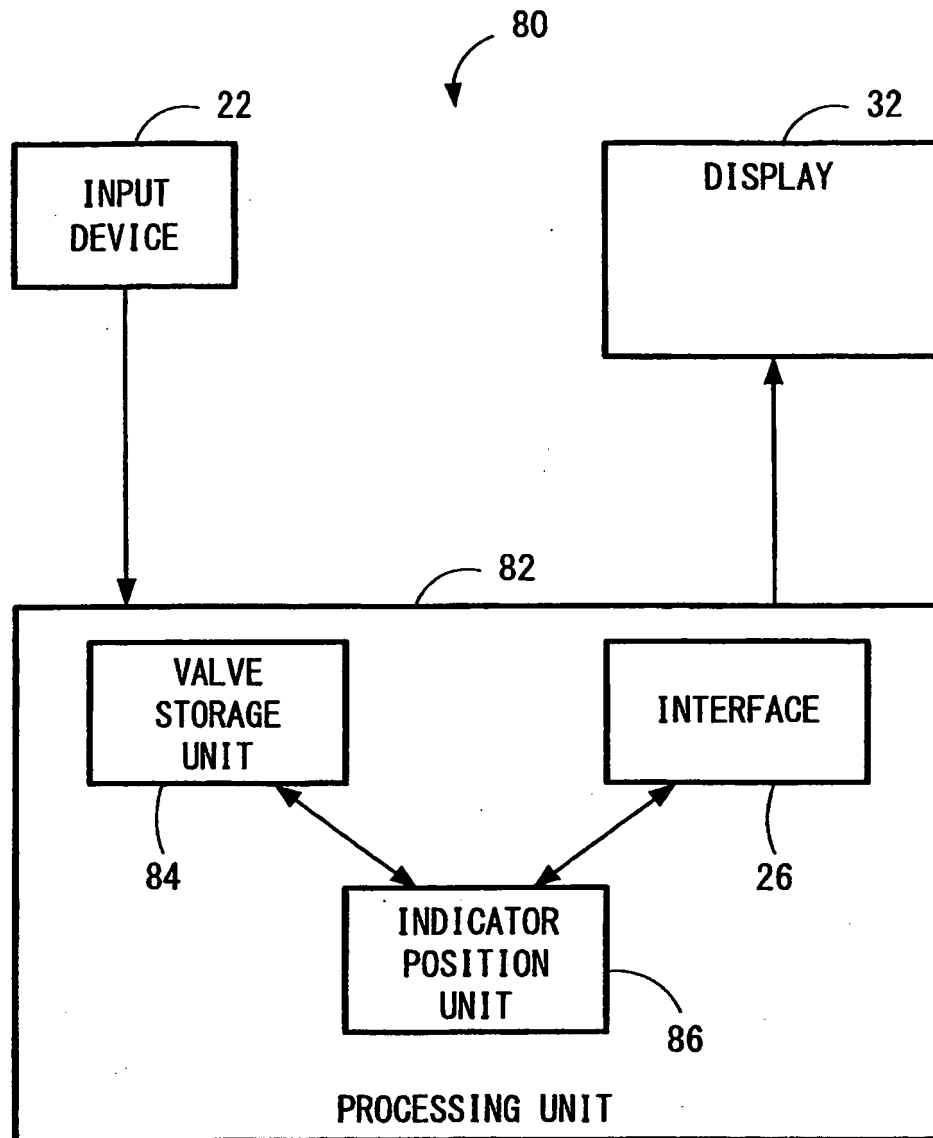 80
22
32
INPUT
DEVICE
DISPLAY
82
VALVE
STORAGE
UNIT
INTERFACE
84
26
INDICATOR
POSITION
UNIT
86
PROCESSING UNIT